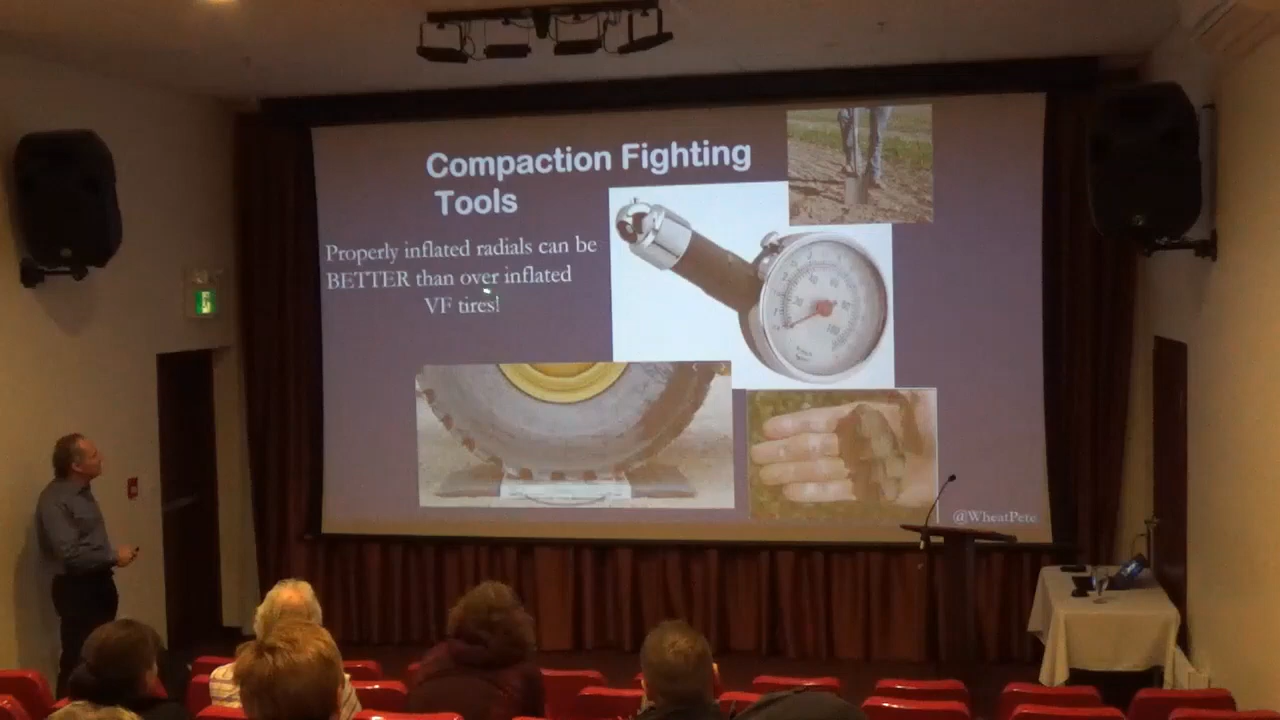 Compaction Fighting
Tools
Properly inflated radials can be
BETTER than over inflated
VF tires!
@WheatPete